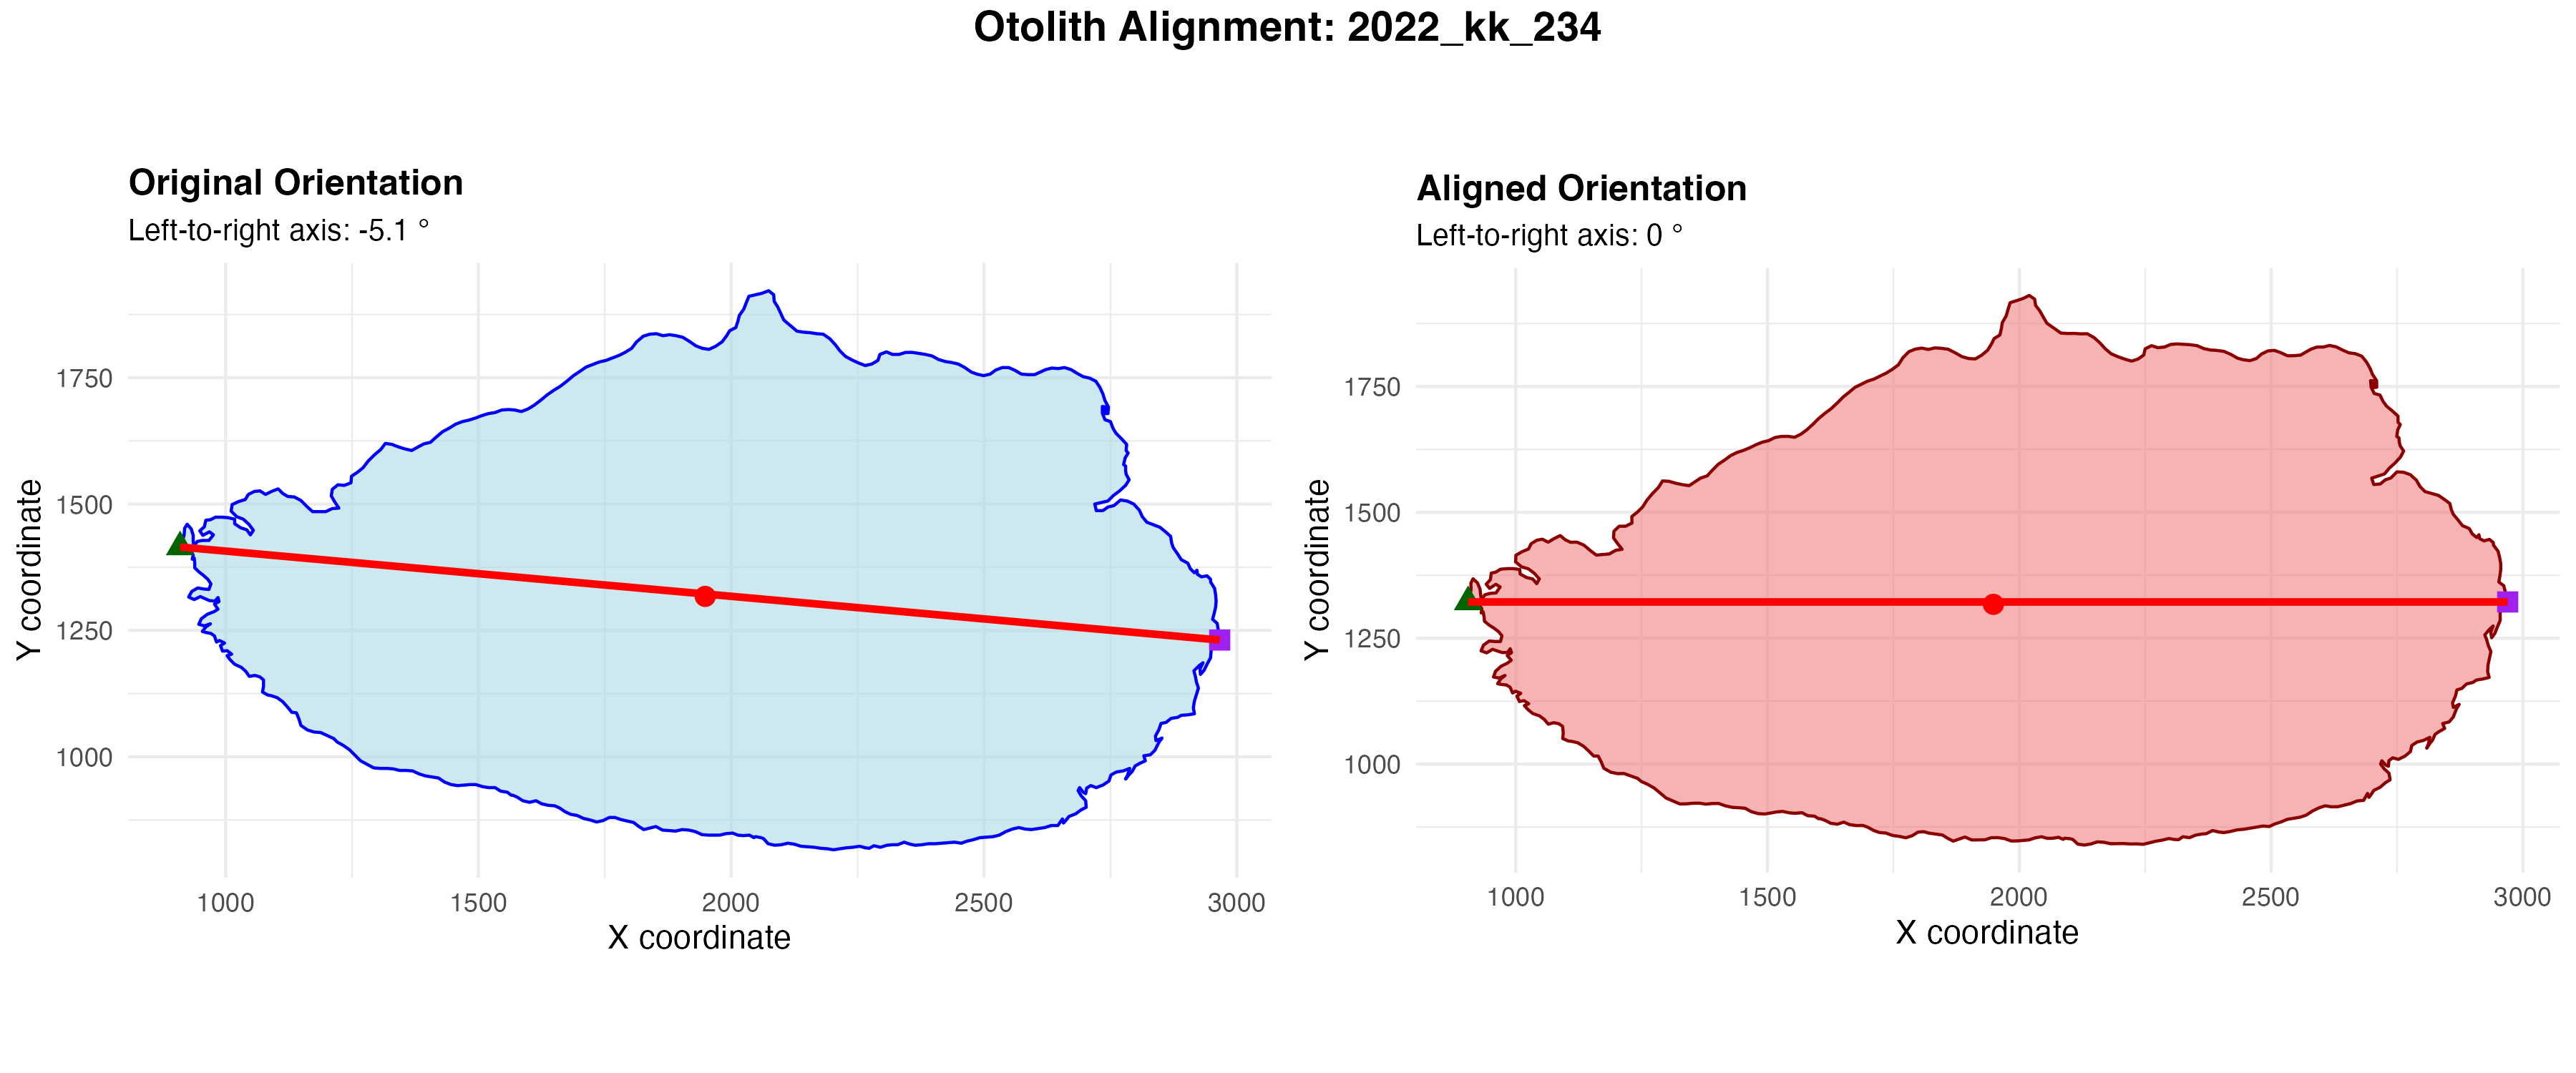 Otolith Alignment: 2022_kk_234
Original Orientation
Left-to-right axis: -5.1 °
Y coordinate
1750
1500
1250
1000
1000 1500 2000 2500 3000
X coordinate
Aligned Orientation
Left-to-right axis: 0 °
Y coordinate
1750
1500
1250
1000
1000 1500 2000 2500 3000
X coordinate